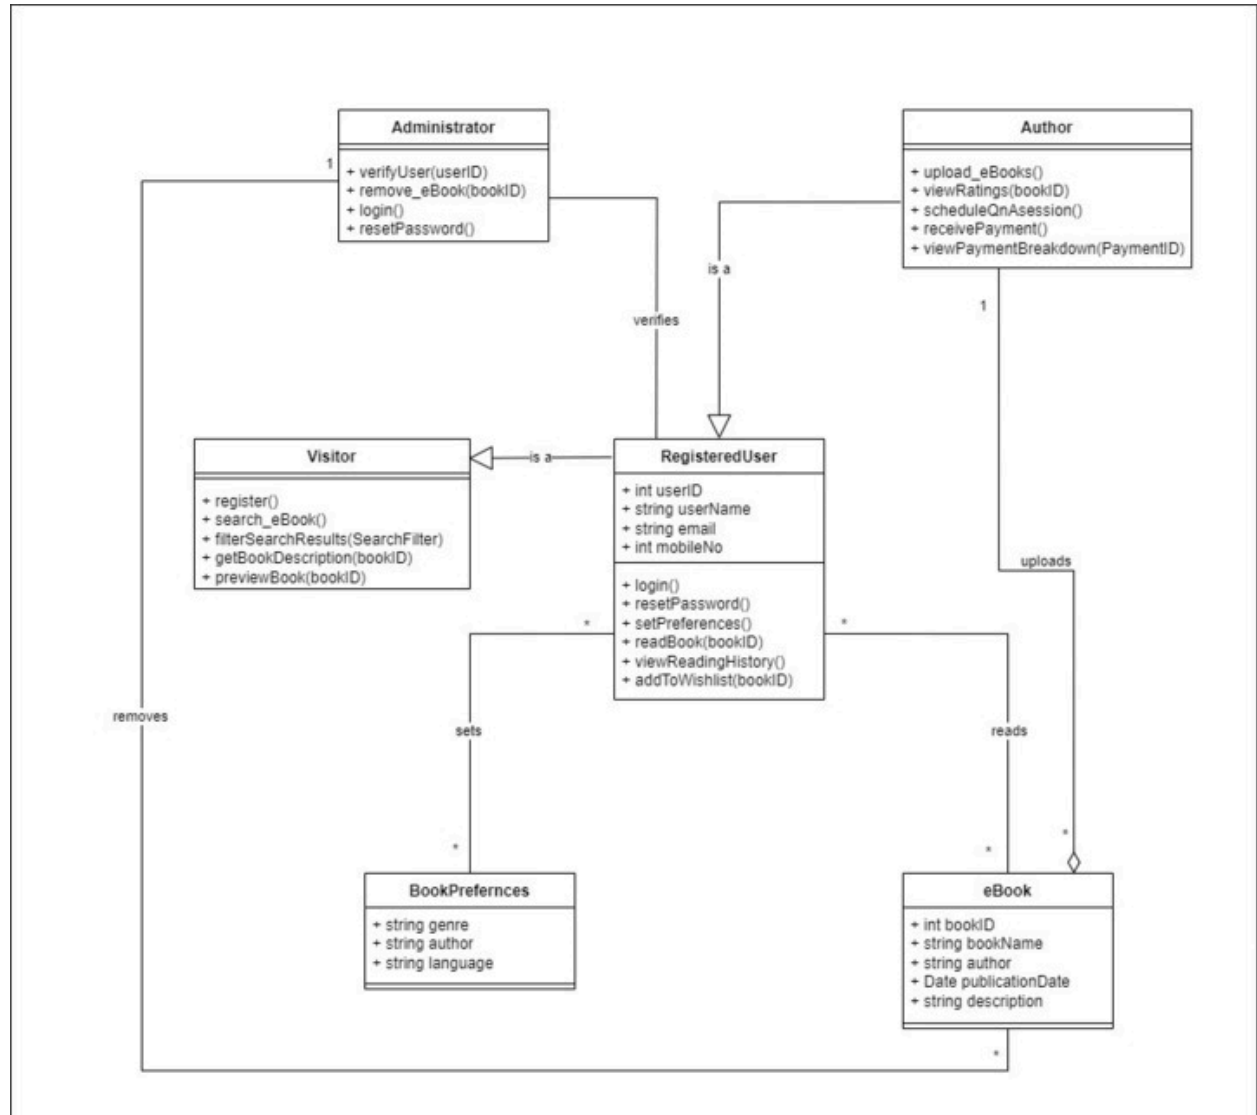 Administrator
+ verifyUser(userID)
+ remove_eBook(bookID)
+ login()
+ resetPassword()
1
Author
+ upload_eBooks()
+ viewRatings(bookID)
+ scheduleQnAsession()
+ receivePayment()
+ viewPaymentBreakdown(PaymentID)
is a
1
verifies
Visitor
+ register()
+ search_eBook()
+ filterSearchResults(SearchFilter)
+ getBookDescription(bookID)
+ previewBook(bookID)
is a
RegisteredUser
+ int userID
+ string userName
+ string email
+ int mobileNo
+ login()
+ resetPassword()
+ setPreferences()
+ readBook(bookID)
+ viewReadingHistory()
+ addToWishlist(bookID)
uploads
*
*
removes
sets
reads
*
*
*
BookPrefernces
+ string genre
+ string author
+ string language
eBook
+ int bookID
+ string bookName
+ string author
+ Date publicationDate
+ string description
*